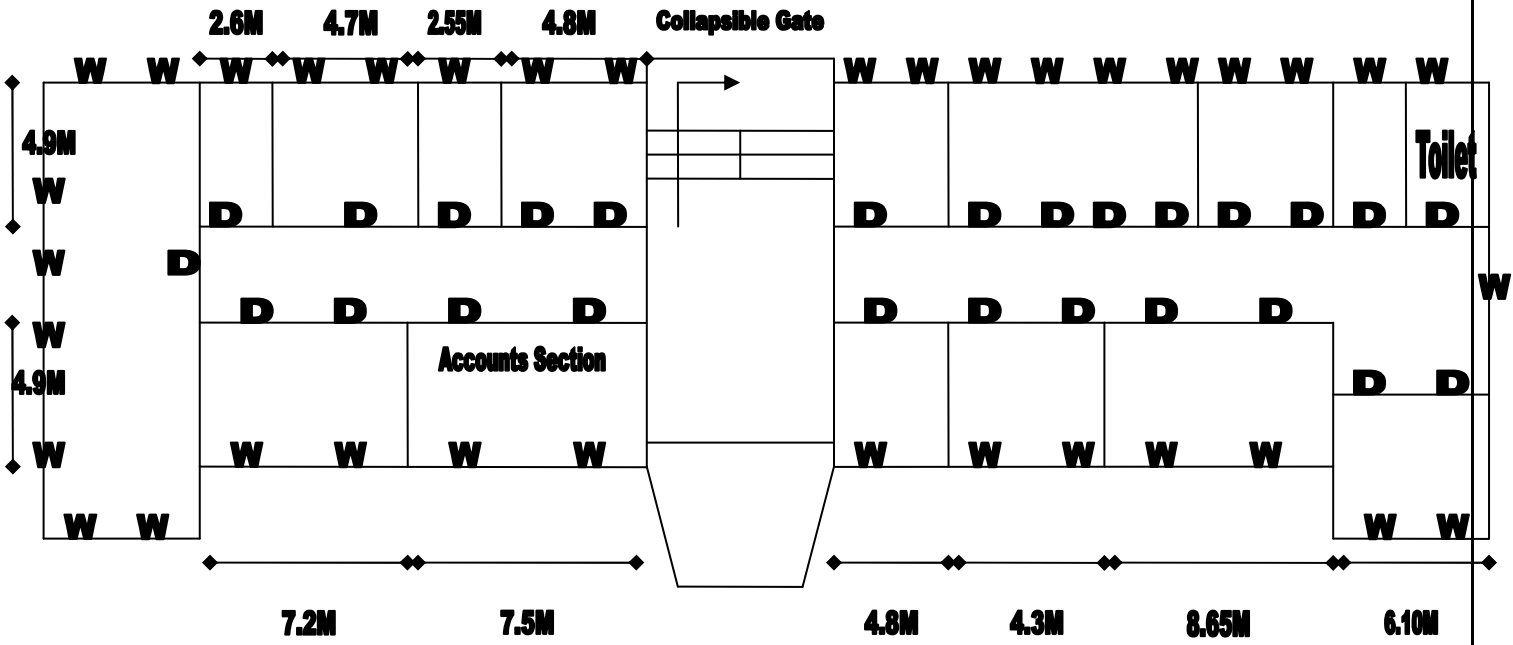 2.6M 4.7M 2.55M 4.8M Collapsible Gate
W W W W W W W W W W W W W W W W W W
4.9M Toilet
W
D D D D D D D D D D D D D D
W D
W
D D D D D D D D D
W
Accounts Section
4.9M D D
W W W W W W W W W W
W W W W
7.2M 7.5M 4.8M 4.3M 8.65M 6.10M